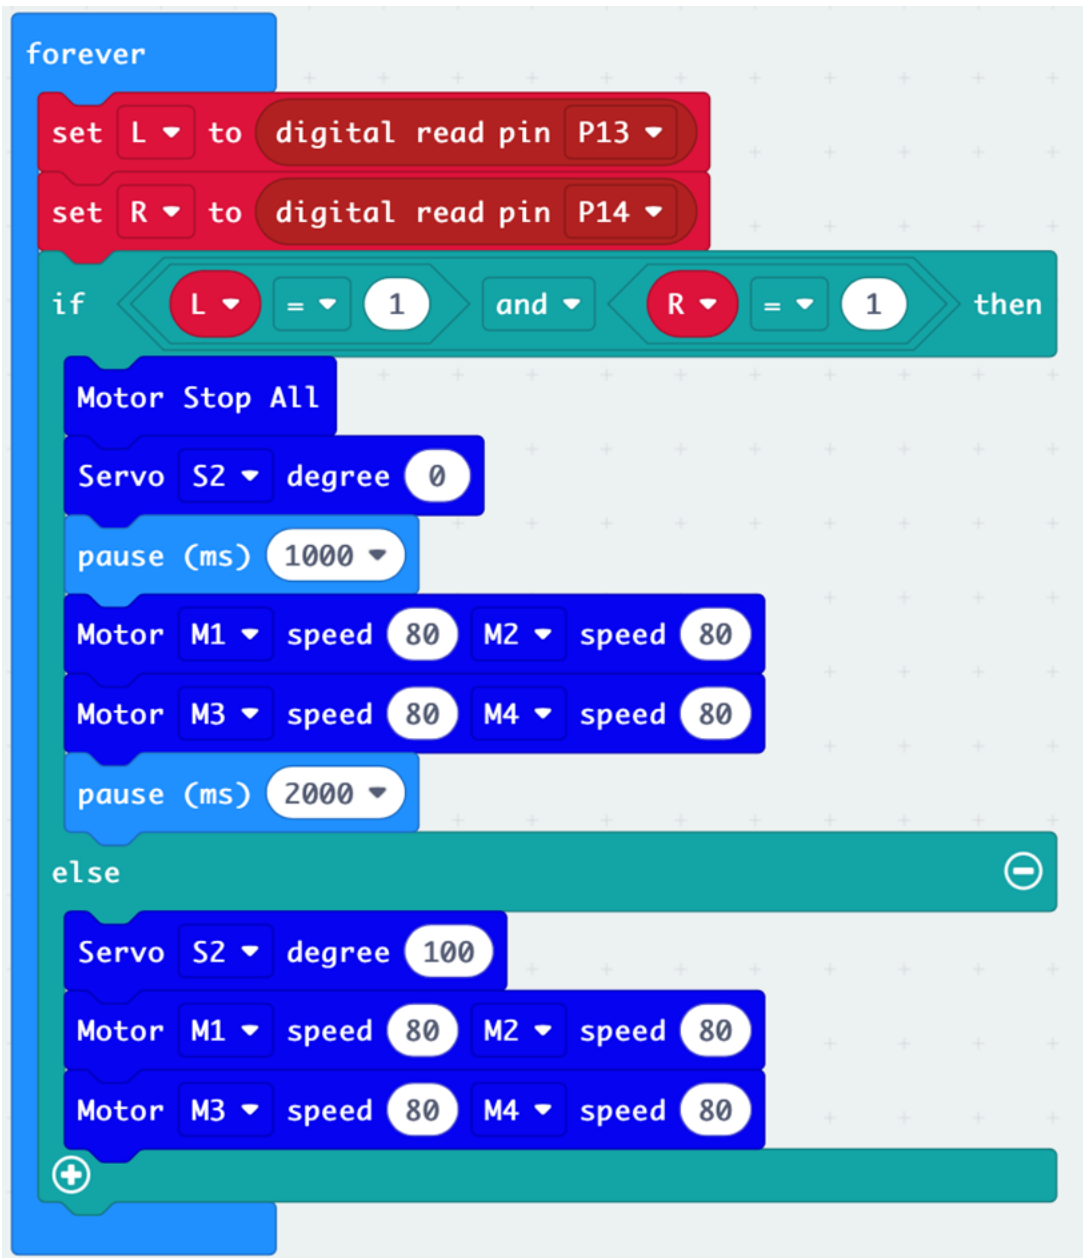 forever
set L to digital read pin P13
set R to digital read pin P14
if L = 1 and R = 1 then
Motor Stop All
Servo S2 degree 0
pause (ms) 1000
Motor M1 speed 80 M2 speed 80
Motor M3 speed 80 M4 speed 80
pause (ms) 2000
else
Servo S2 degree 100
Motor M1 speed 80 M2 speed 80
Motor M3 speed 80 M4 speed 80